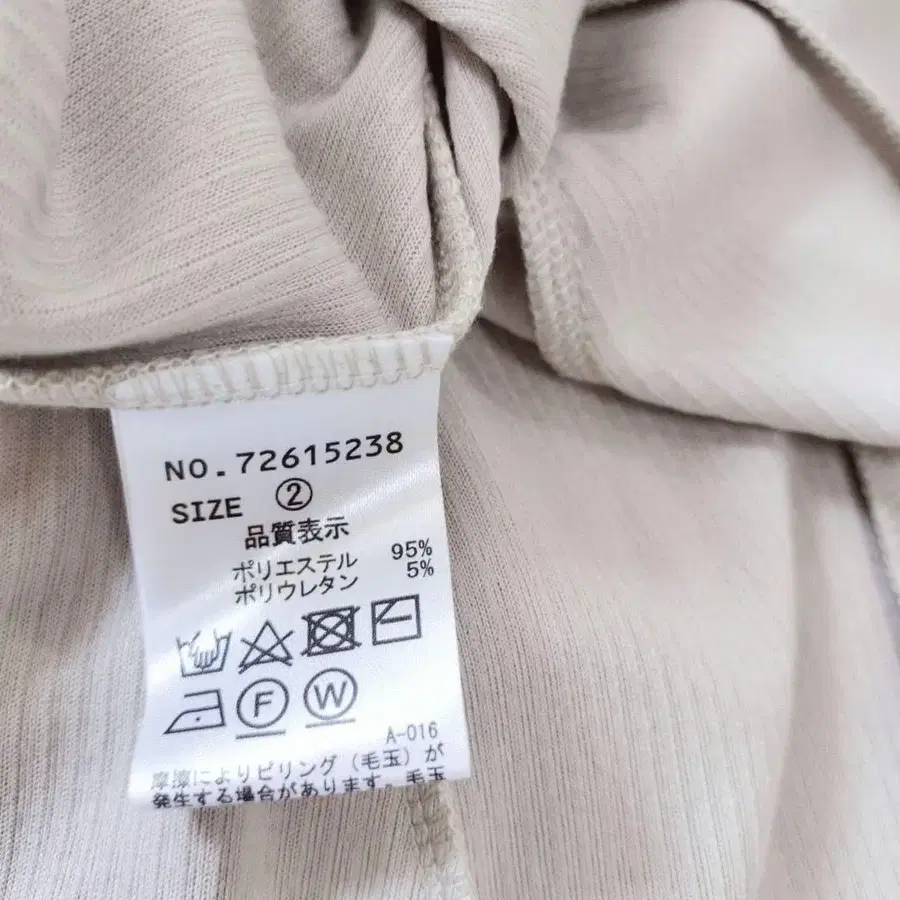 NO.72615238
SIZE ②
品質表示
ポリエステル 95%
ポリウレタン 5%
F W
A-016
摩擦によりピリング(毛玉)が
発生する場合があります。毛玉